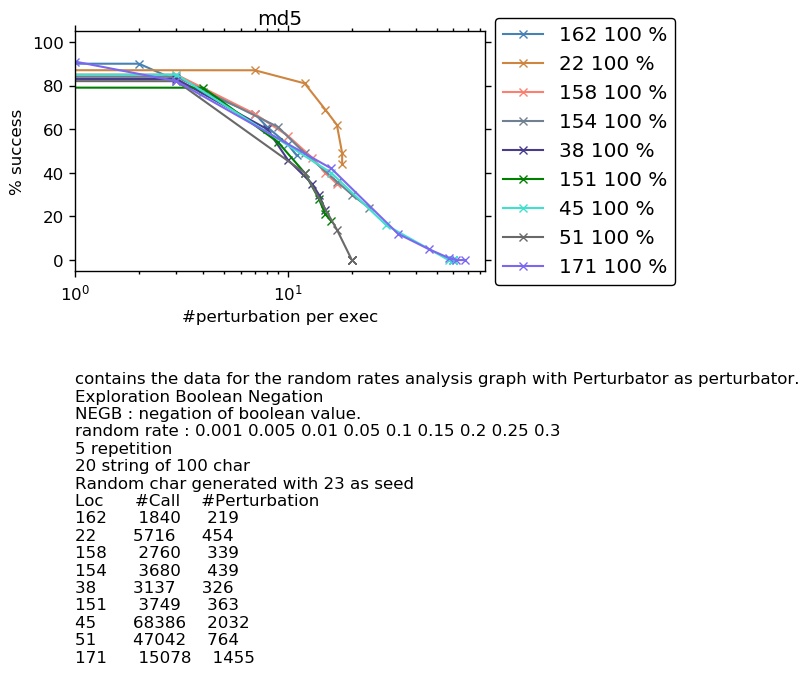 md5
100
80
60
40
20
0
% success
10^0
10^1
#perturbation per exec
162 100 %
22 100 %
158 100 %
154 100 %
38 100 %
151 100 %
45 100 %
51 100 %
171 100 %
contains the data for the random rates analysis graph with Perturbator as perturbator.
Exploration Boolean Negation
NEGB : negation of boolean value.
random rate : 0.001 0.005 0.01 0.05 0.1 0.15 0.2 0.25 0.3
5 repetition
20 string of 100 char
Random char generated with 23 as seed
Loc #Call #Perturbation
162 1840 219
22 5716 454
158 2760 339
154 3680 439
38 3137 326
151 3749 363
45 68386 2032
51 47042 764
171 15078 1455